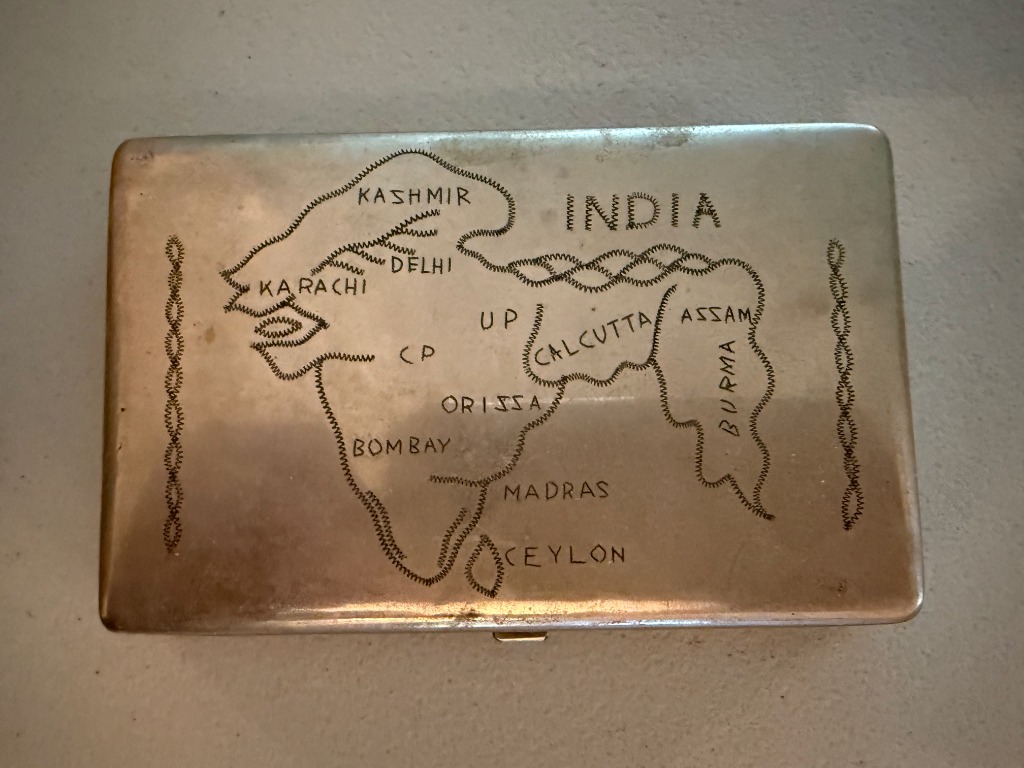 KASHMIR
INDIA
DELHI
KARACHI
UP
CALCUTTA
ASSAM
CP
BURMA
ORISSA
BOMBAY
MADRAS
CEYLON